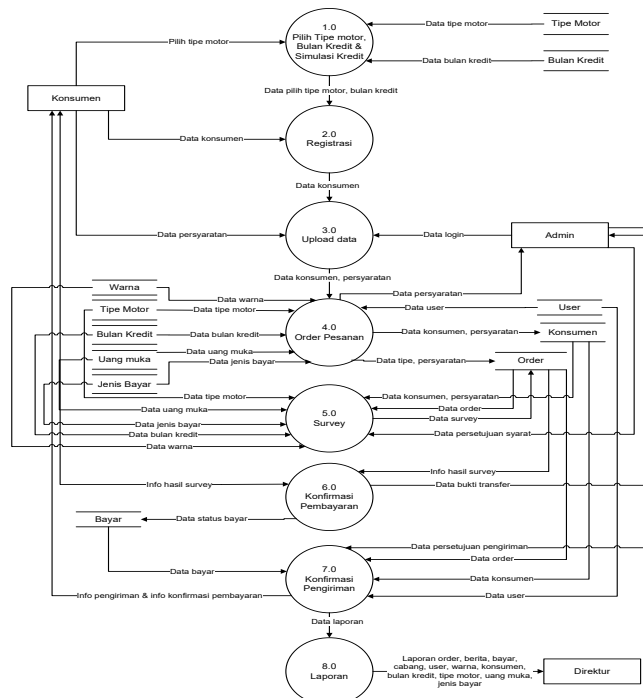 1.0
Pilih Tipe motor,
Bulan Kredit &
Simulasi Kredit
Data tipe motor
Tipe Motor
Pilih tipe motor
Data bulan kredit
Bulan Kredit
Konsumen
Data pilih tipe motor, bulan kredit
2.0
Registrasi
Data konsumen
Data konsumen
3.0
Upload data
Data persyaratan
Data login
Admin
Data konsumen, persyaratan
Warna
Data warna
Data persyaratan
Tipe Motor
Data tipe motor
4.0
Order Pesanan
Data user
User
Bulan Kredit
Data bulan kredit
Data konsumen, persyaratan
Konsumen
Uang muka
Data uang muka
Data jenis bayar
Data tipe, persyaratan
Order
Jenis Bayar
Data tipe motor
5.0
Survey
Data konsumen, persyaratan
Data uang muka
Data order
Data jenis bayar
Data survey
Data bulan kredit
Data persetujuan syarat
Data warna
Info hasil survey
6.0
Konfirmasi
Pembayaran
Info hasil survey
Data bukti transfer
Bayar
Data status bayar
Data persetujuan pengiriman
7.0
Konfirmasi
Pengiriman
Data order
Data bayar
Data konsumen
Info pengiriman & info konfirmasi pembayaran
Data user
Data laporan
8.0
Laporan
Laporan order, berita, bayar,
cabang, user, warna, konsumen,
bulan kredit, tipe motor, uang muka,
jenis bayar
Direktur